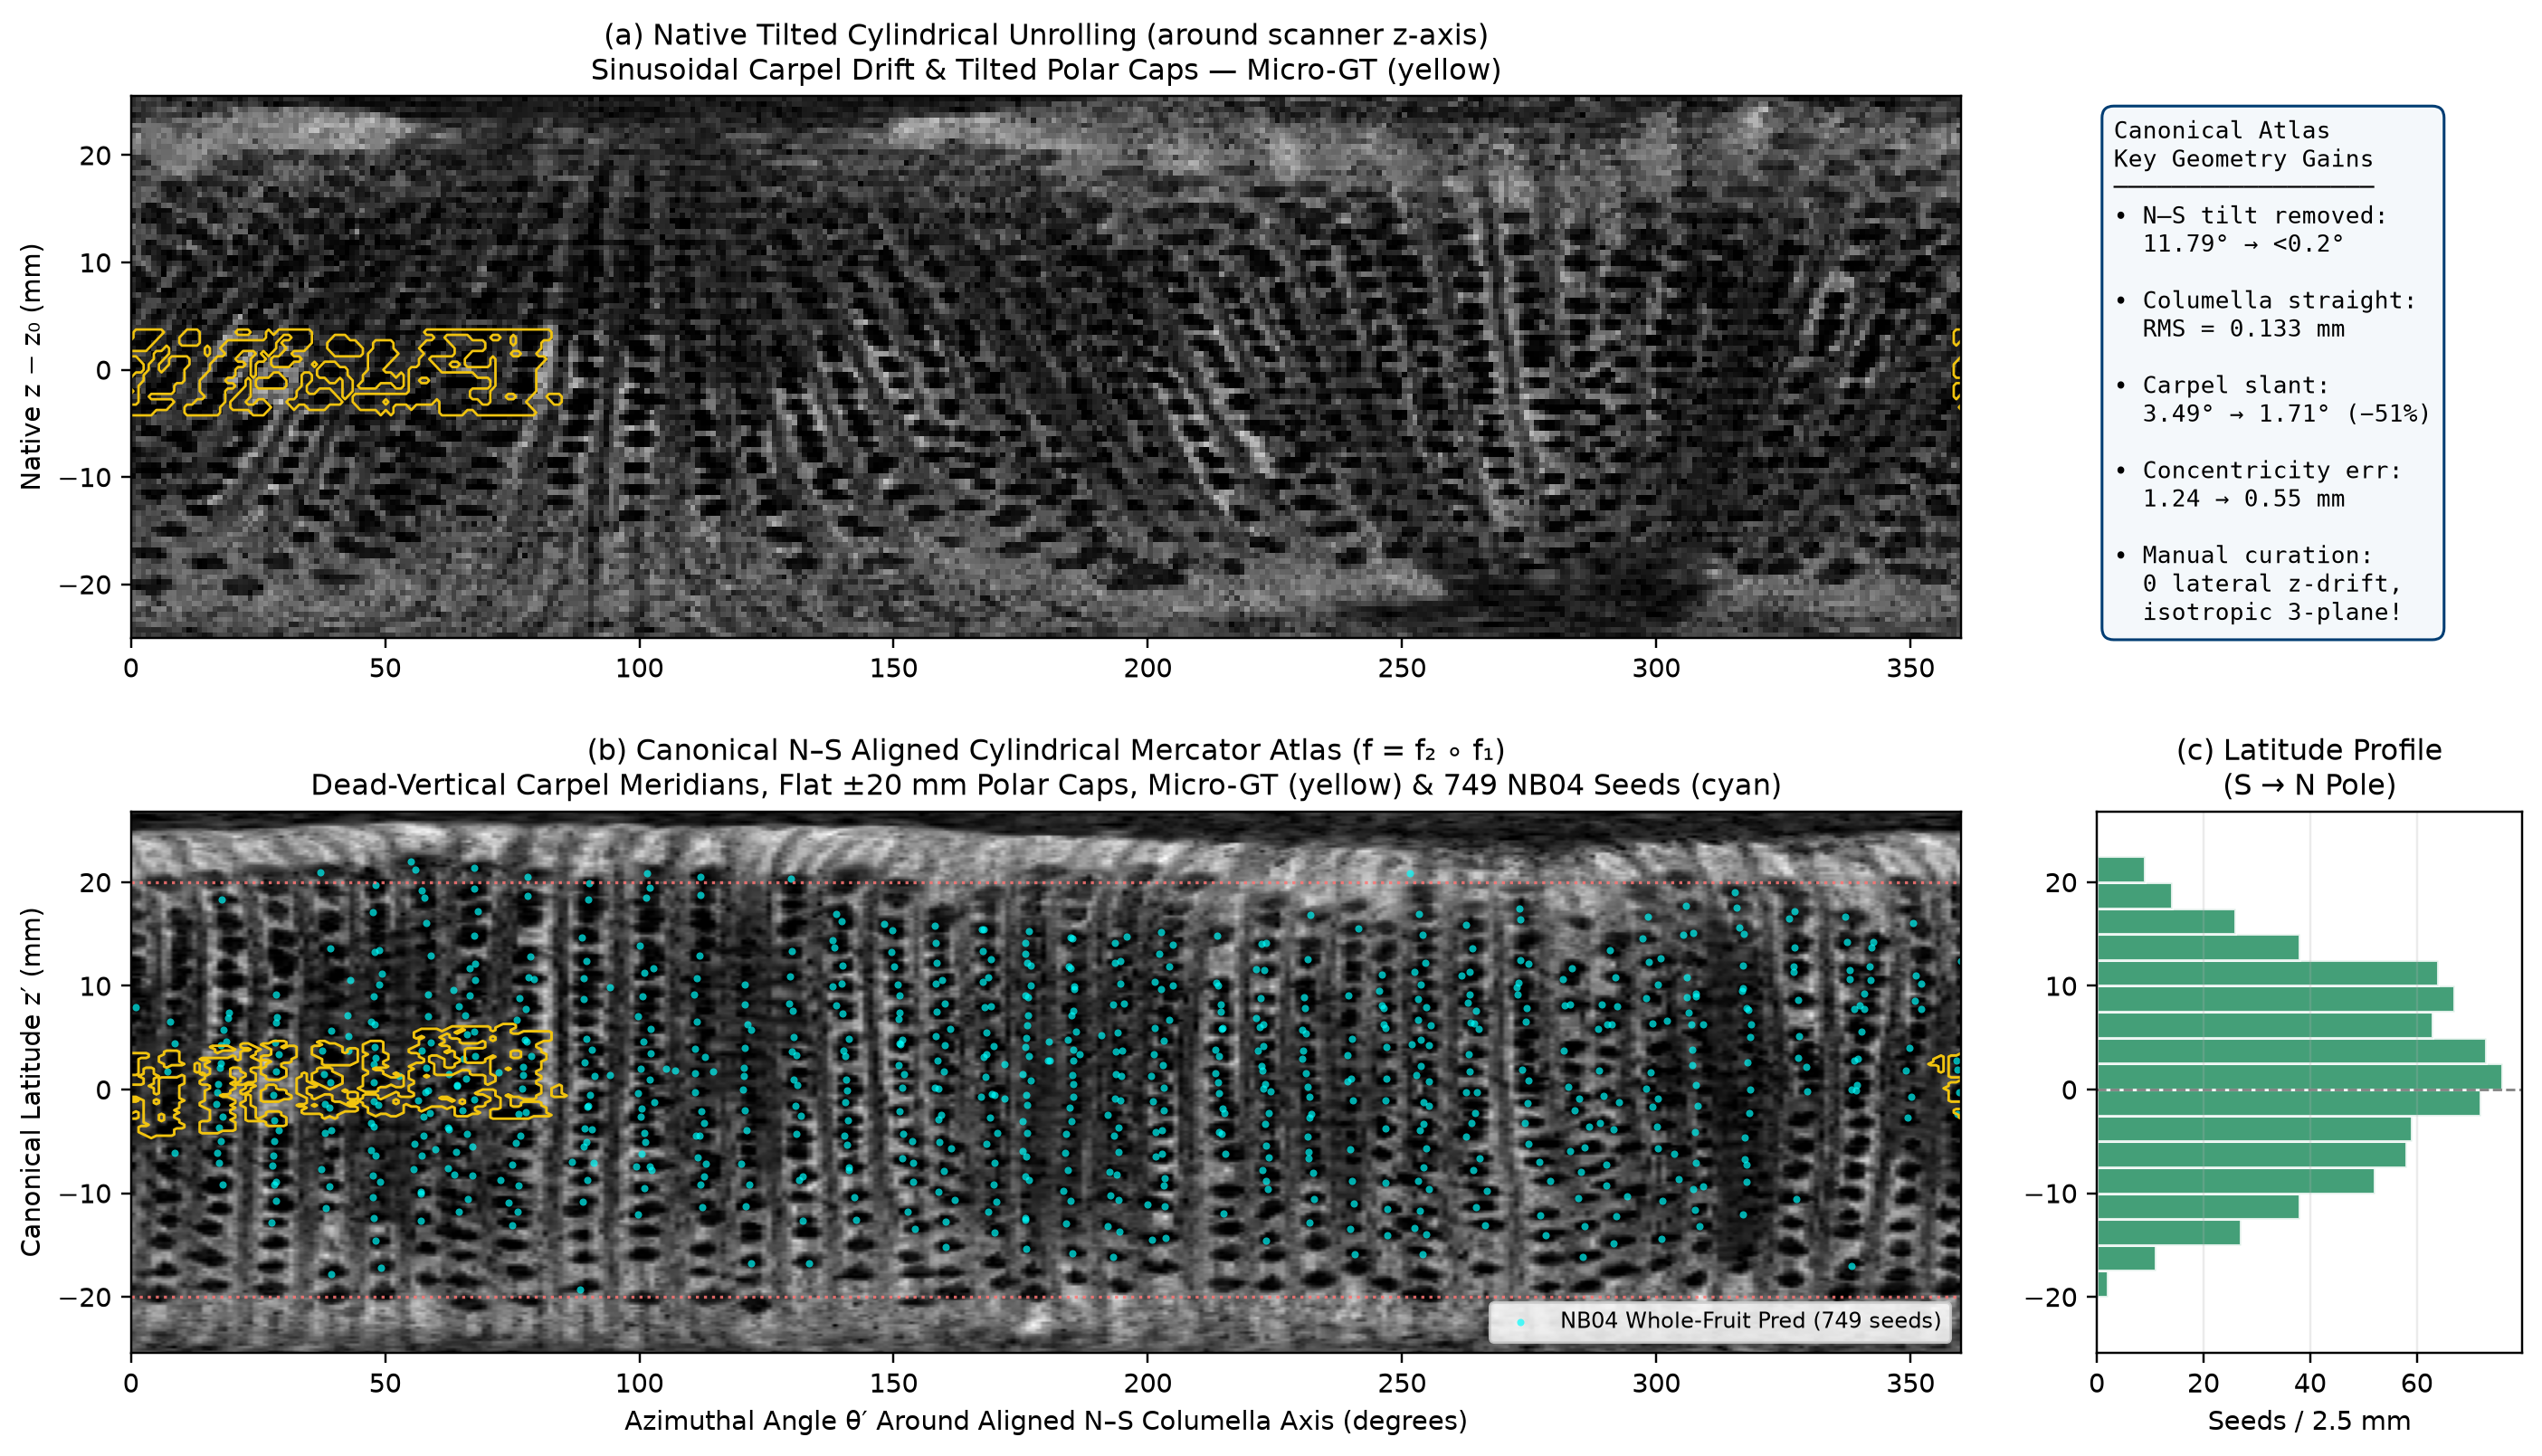 (a) Native Tilted Cylindrical Unrolling (around scanner z-axis)
Sinusoidal Carpel Drift & Tilted Polar Caps — Micro-GT (yellow)
Native z − z₀ (mm)
20
10
0
−10
−20
0 50 100 150 200 250 300 350
Canonical Atlas
Key Geometry Gains
• N–S tilt removed:
11.79° → <0.2°
• Columella straight:
RMS = 0.133 mm
• Carpel slant:
3.49° → 1.71° (−51%)
• Concentricity err:
1.24 → 0.55 mm
• Manual curation:
0 lateral z-drift,
isotropic 3-plane!
(b) Canonical N–S Aligned Cylindrical Mercator Atlas (f = f₂ ∘ f₁)
Dead-Vertical Carpel Meridians, Flat ±20 mm Polar Caps, Micro-GT (yellow) & 749 NB04 Seeds (cyan)
Canonical Latitude z′ (mm)
20
10
0
−10
−20
NB04 Whole-Fruit Pred (749 seeds)
0 50 100 150 200 250 300 350
Azimuthal Angle θ′ Around Aligned N–S Columella Axis (degrees)
(c) Latitude Profile
(S → N Pole)
20
10
0
−10
−20
0 20 40 60
Seeds / 2.5 mm